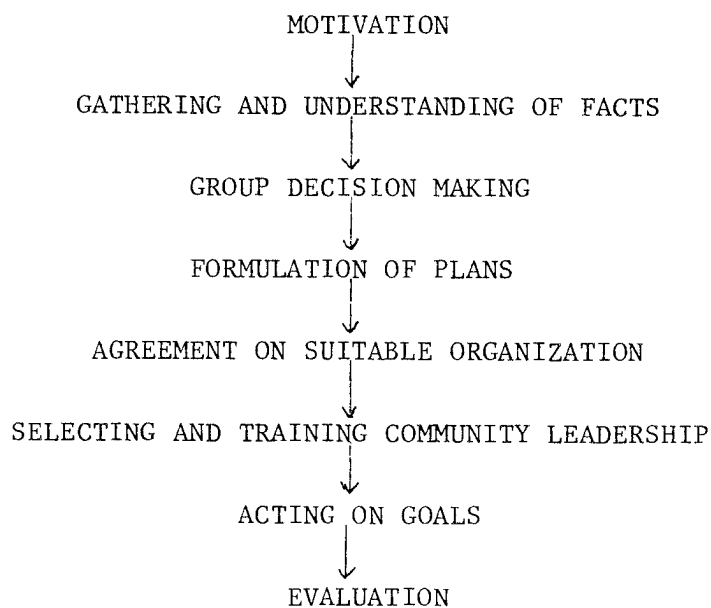 MOTIVATION
GATHERING AND UNDERSTANDING OF FACTS
GROUP DECISION MAKING
FORMULATION OF PLANS
AGREEMENT ON SUITABLE ORGANIZATION
SELECTING AND TRAINING COMMUNITY LEADERSHIP
ACTING ON GOALS
EVALUATION